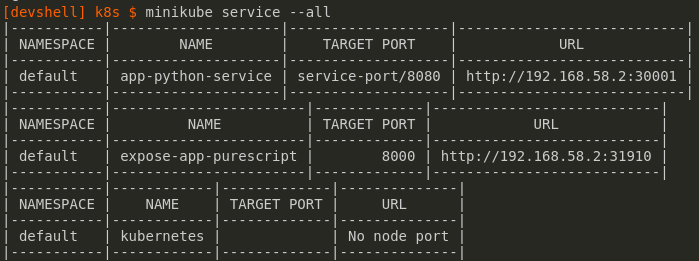 [devshell] k8s $ minikube service --all
|-----------|--------------------|-------------------|---------------------------|
| NAMESPACE |        NAME        |    TARGET PORT    |            URL            |
|-----------|--------------------|-------------------|---------------------------|
| default   | app-python-service | service-port/8080 | http://192.168.58.2:30001 |
|-----------|--------------------|-------------------|---------------------------|
|-----------|-----------------------|-------------|---------------------------|
| NAMESPACE |         NAME          | TARGET PORT |            URL            |
|-----------|-----------------------|-------------|---------------------------|
| default   | expose-app-purescript |        8000 | http://192.168.58.2:31910 |
|-----------|-----------------------|-------------|---------------------------|
|-----------|------------|-------------|--------------|
| NAMESPACE |    NAME    | TARGET PORT |     URL      |
|-----------|------------|-------------|--------------|
| default   | kubernetes |             | No node port |
|-----------|------------|-------------|--------------|